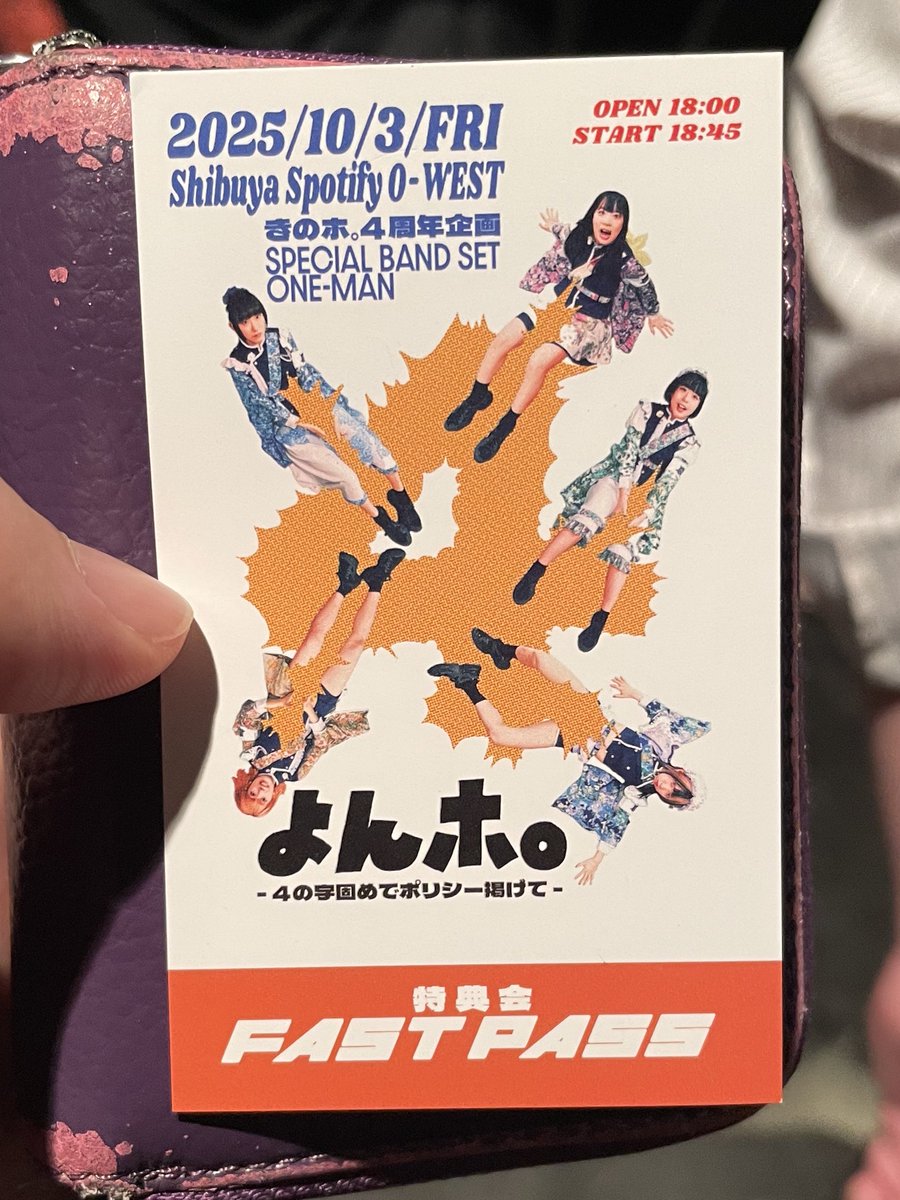 2025/10/3/FRI
Shibuya Spotify O-WEST
きのホ。4周年企画
SPECIAL BAND SET
ONE-MAN
OPEN 18:00
START 18:45
よんホ。
-4の字固めでポリシー掲げて-
特典会
FAST PASS